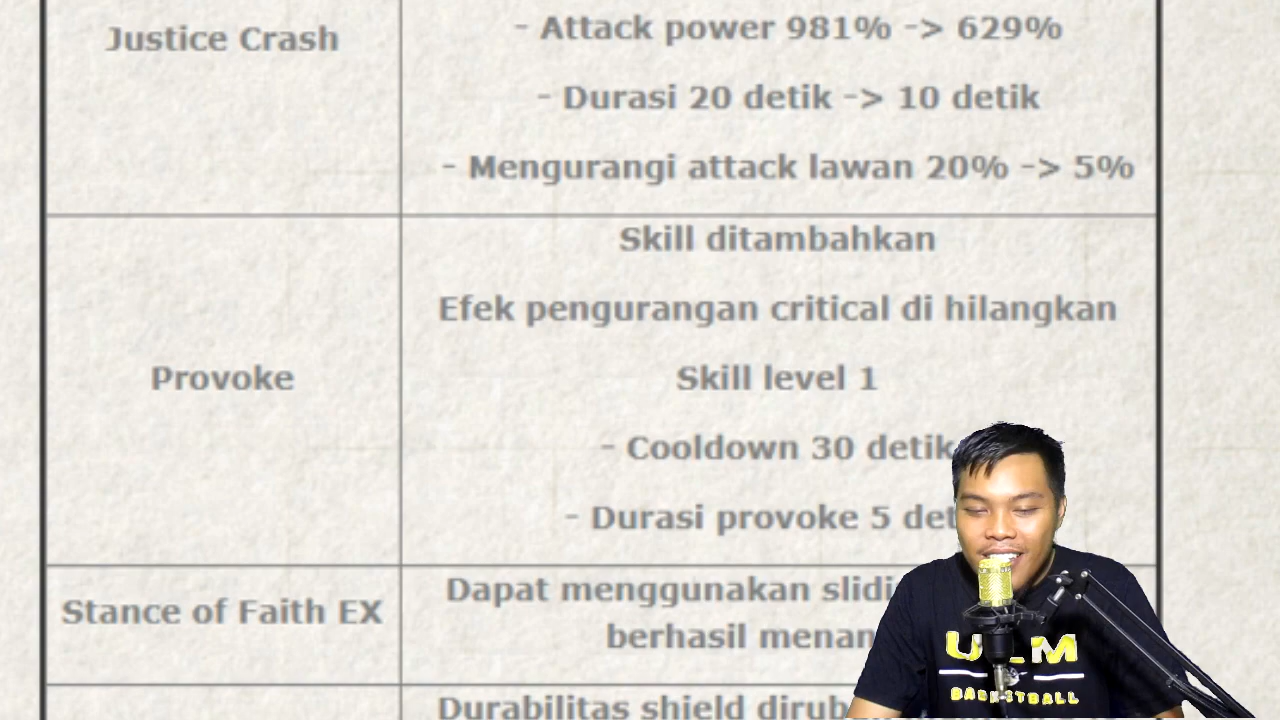 Justice Crash
- Attack power 981% -> 629%
- Durasi 20 detik -> 10 detik
- Mengurangi attack lawan 20% -> 5%
Provoke
Skill ditambahkan
Efek pengurangan critical di hilangkan
Skill level 1
- Cooldown 30 detik
- Durasi provoke 5
Stance of Faith EX
Dapat menggunakan
berhasil
Durabilitas shield
BASKETBALL